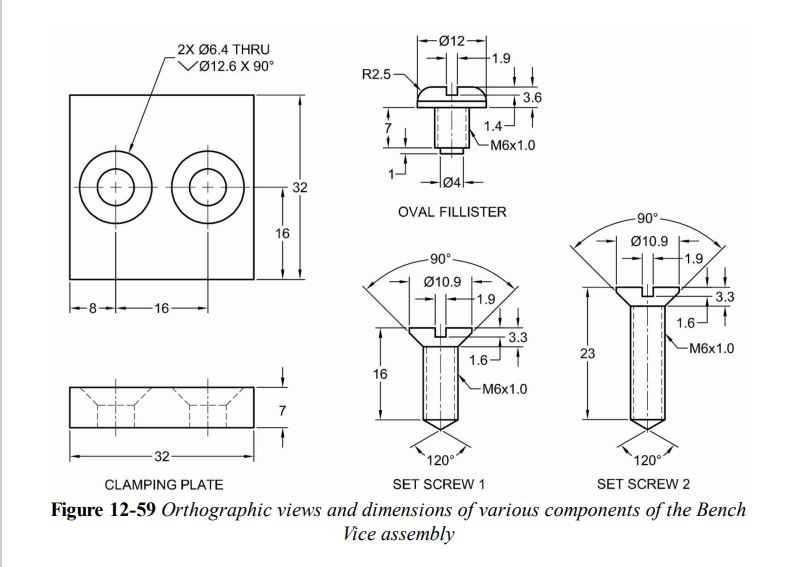 2X Ø6.4 THRU
⌵Ø12.6 X 90°
32
16
8
16
7
32
CLAMPING PLATE
Ø12
1.9
R2.5
3.6
7
1.4
M6x1.0
1
Ø4
OVAL FILLISTER
90°
Ø10.9
1.9
3.3
1.6
16
M6x1.0
120°
SET SCREW 1
90°
Ø10.9
1.9
3.3
1.6
23
M6x1.0
120°
SET SCREW 2
Figure 12-59 Orthographic views and dimensions of various components of the Bench
Vice assembly